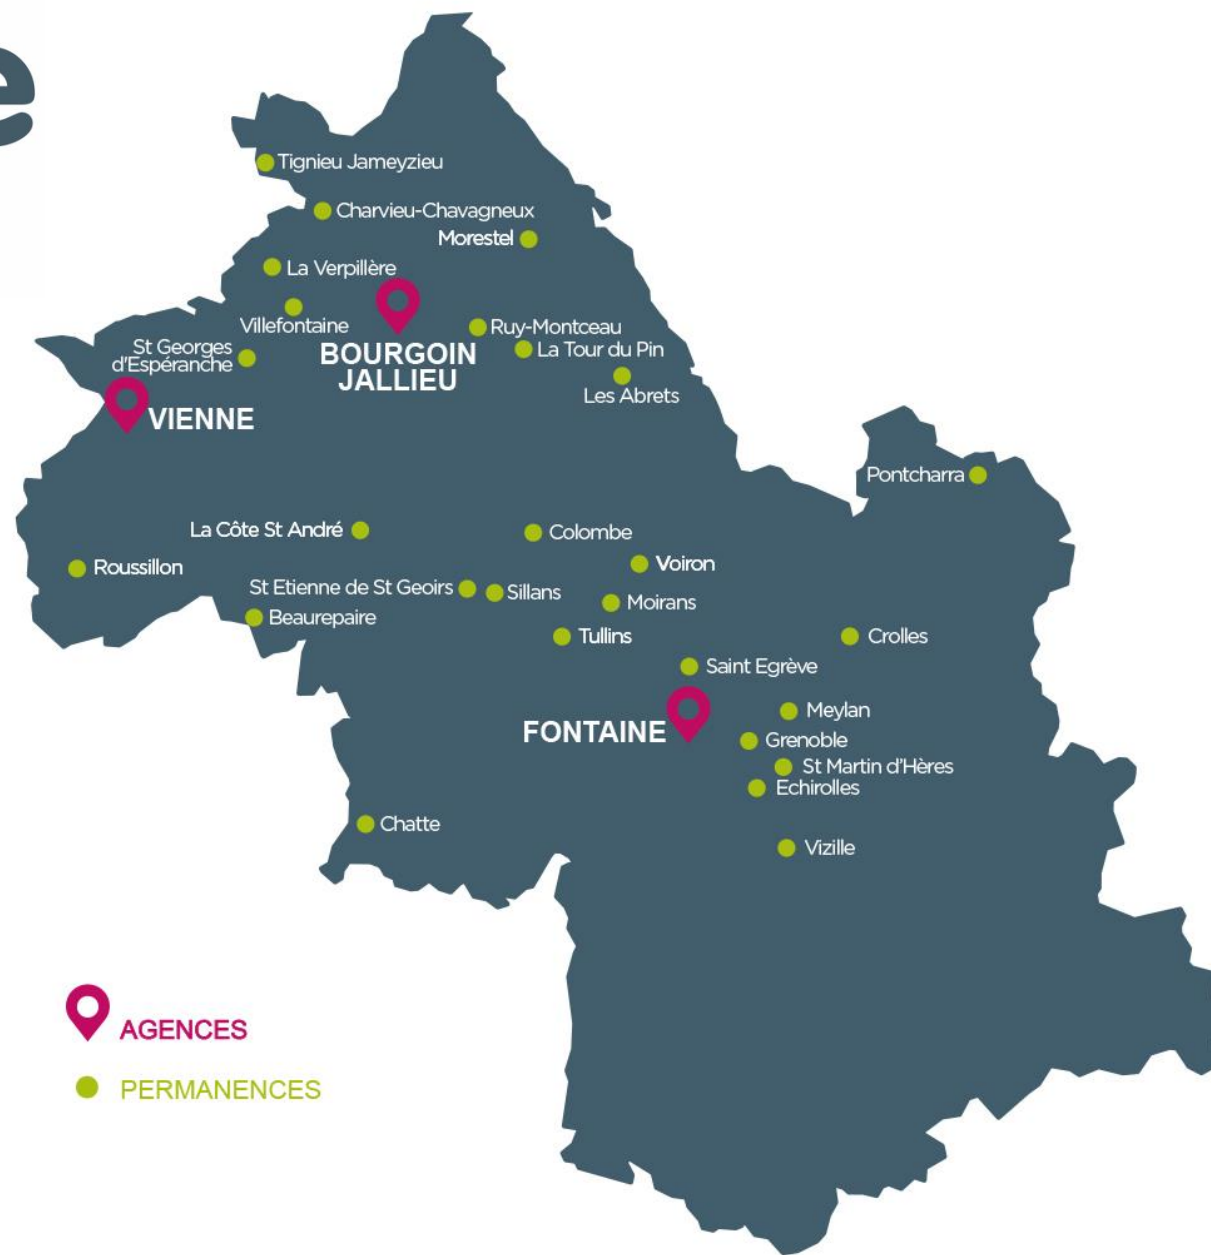 e
Tignieu Jameyzieu
Charvieu-Chavagneux
Morestel
La Verpillère
Villefontaine
BOURGOIN
JALLIEU
Ruy-Montceau
La Tour du Pin
Les Abrets
St Georges
d'Espéranche
VIENNE
Pontcharra
La Côte St André
Colombe
Voiron
Roussillon
St Etienne de St Geoirs
Sillans
Moirans
Beaurepaire
Tullins
Crolles
Saint Egrève
Meylan
FONTAINE
Grenoble
St Martin d'Hères
Echirolles
Chatte
Vizille
AGENCES
PERMANENCES